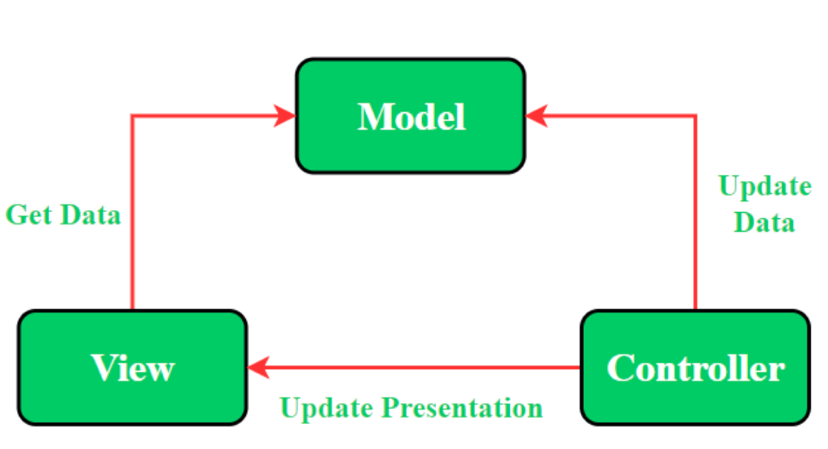 Model
Get Data
Update
Data
View
Controller
Update Presentation